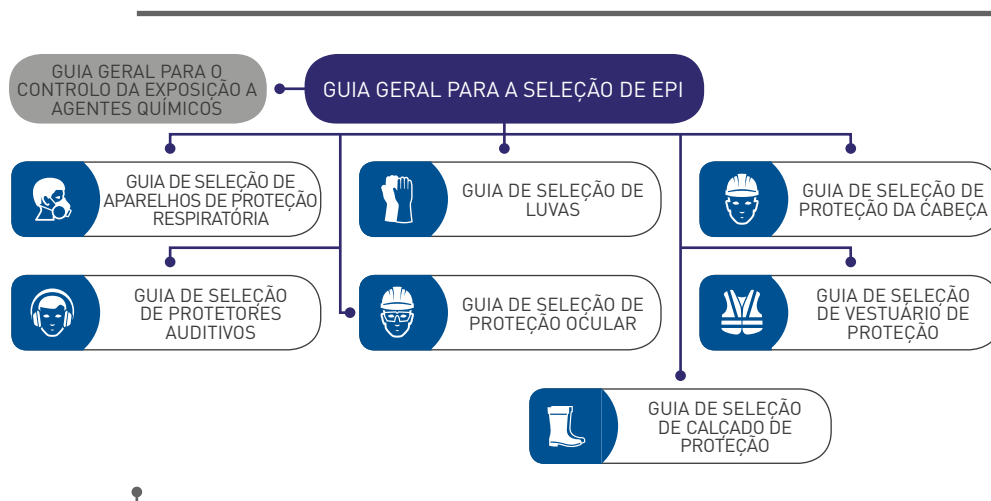 GUIA GERAL PARA O
CONTROLO DA EXPOSIÇÃO A
AGENTES QUÍMICOS
GUIA GERAL PARA A SELEÇÃO DE EPI
GUIA DE SELEÇÃO DE
APARELHOS DE PROTEÇÃO
RESPIRATÓRIA
GUIA DE SELEÇÃO DE
LUVAS
GUIA DE SELEÇÃO DE
PROTEÇÃO DA CABEÇA
GUIA DE SELEÇÃO
DE PROTETORES
AUDITIVOS
GUIA DE SELEÇÃO DE
PROTEÇÃO OCULAR
GUIA DE SELEÇÃO
DE VESTUÁRIO DE
PROTEÇÃO
GUIA DE SELEÇÃO
DE CALÇADO DE
PROTEÇÃO